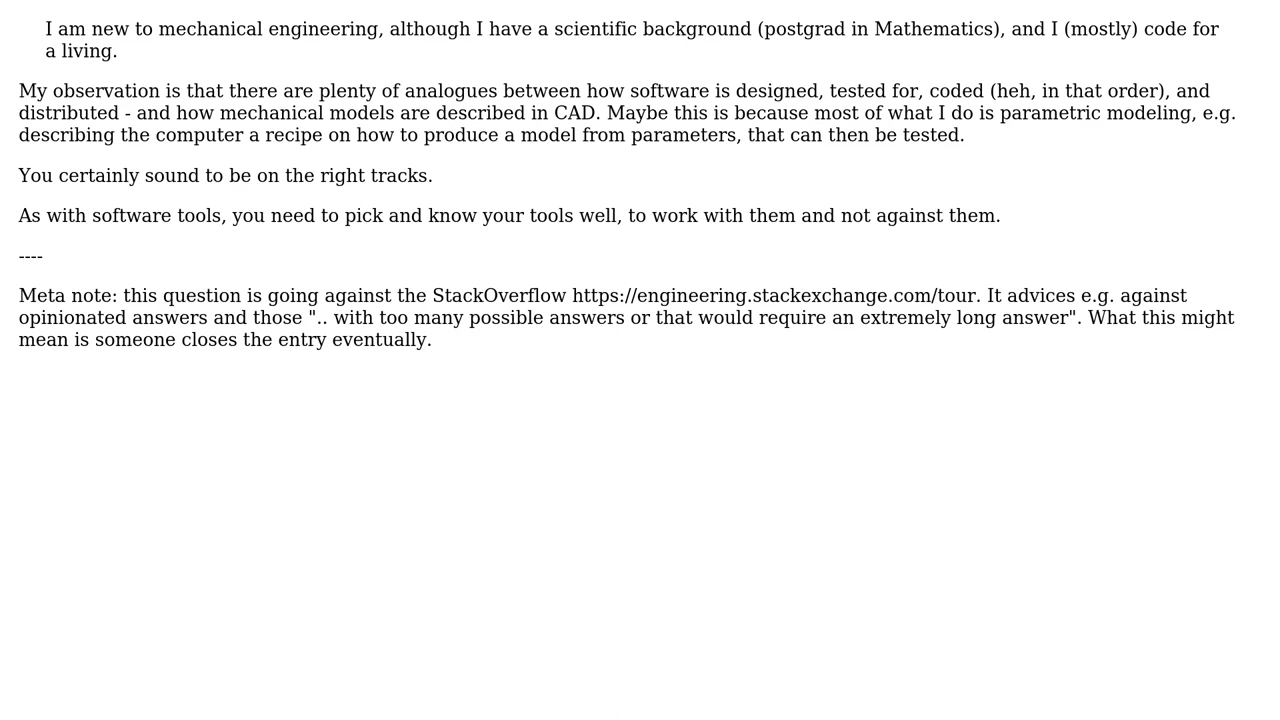 I am new to mechanical engineering, although I have a scientific background (postgrad in Mathematics), and I (mostly) code for
a living.
My observation is that there are plenty of analogues between how software is designed, tested for, coded (heh, in that order), and
distributed - and how mechanical models are described in CAD. Maybe this is because most of what I do is parametric modeling, e.g.
describing the computer a recipe on how to produce a model from parameters, that can then be tested.
You certainly sound to be on the right tracks.
As with software tools, you need to pick and know your tools well, to work with them and not against them.
----
Meta note: this question is going against the StackOverflow https://engineering.stackexchange.com/tour. It advices e.g. against
opinionated answers and those ".. with too many possible answers or that would require an extremely long answer". What this might
mean is someone closes the entry eventually.